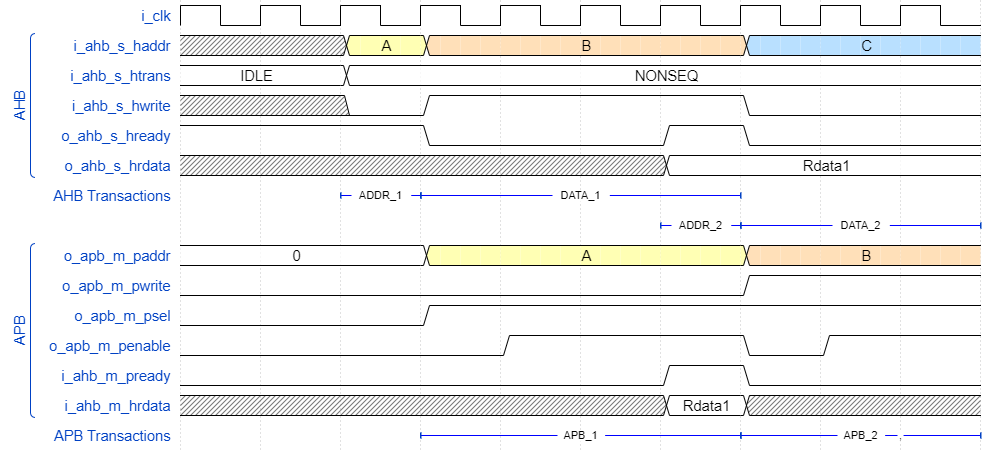 i_clk
AHB
i_ahb_s_haddr A B C
i_ahb_s_htrans IDLE NONSEQ
i_ahb_s_hwrite
o_ahb_s_hready
o_ahb_s_hrdata Rdata1
AHB Transactions ADDR_1 DATA_1
ADDR_2 DATA_2
APB
o_apb_m_paddr 0 A B
o_apb_m_pwrite
o_apb_m_psel
o_apb_m_penable
i_ahb_m_pready
i_ahb_m_hrdata Rdata1
APB Transactions APB_1 APB_2 .